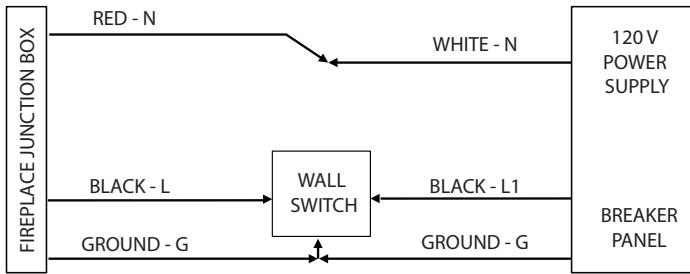 FIREPLACE JUNCTION BOX
RED - N
WHITE - N
120 V
POWER
SUPPLY
BLACK - L
WALL
SWITCH
BLACK - L1
GROUND - G
GROUND - G
BREAKER
PANEL